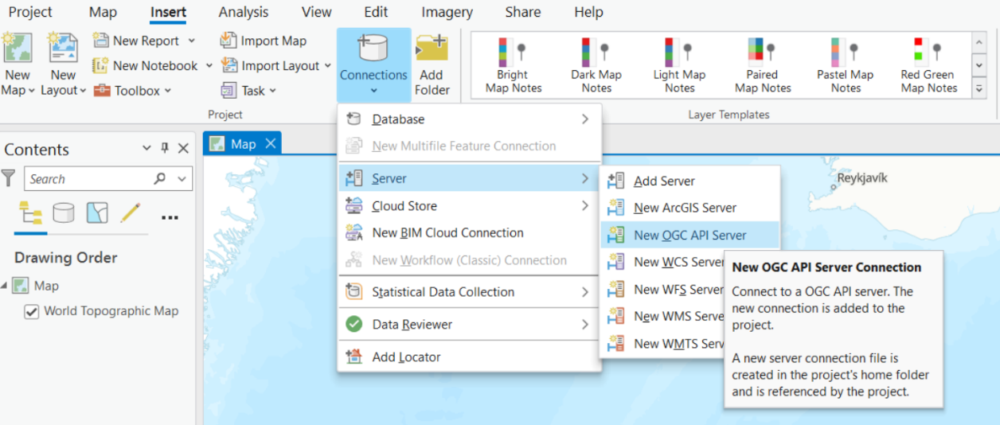 Project Map Insert Analysis View Edit Imagery Share Help
New Map
New Layout
New Report
New Notebook
Toolbox
Import Map
Import Layout
Task
Connections
Add Folder
Bright Map Notes
Dark Map Notes
Light Map Notes
Paired Map Notes
Pastel Map Notes
Red Green Map Notes
Project
Layer Templates
Contents
Search
Drawing Order
Map
World Topographic Map
Map
Database
New Multifile Feature Connection
Server
Cloud Store
New BIM Cloud Connection
New Workflow (Classic) Connection
Statistical Data Collection
Data Reviewer
Add Locator
Add Server
New ArcGIS Server
New OGC API Server
New WCS Server
New WFS Server
New WMS Serve
New WMTS Serv
Reykjavík
New OGC API Server Connection
Connect to a OGC API server. The
new connection is added to the
project.
A new server connection file is
created in the project's home folder
and is referenced by the project.